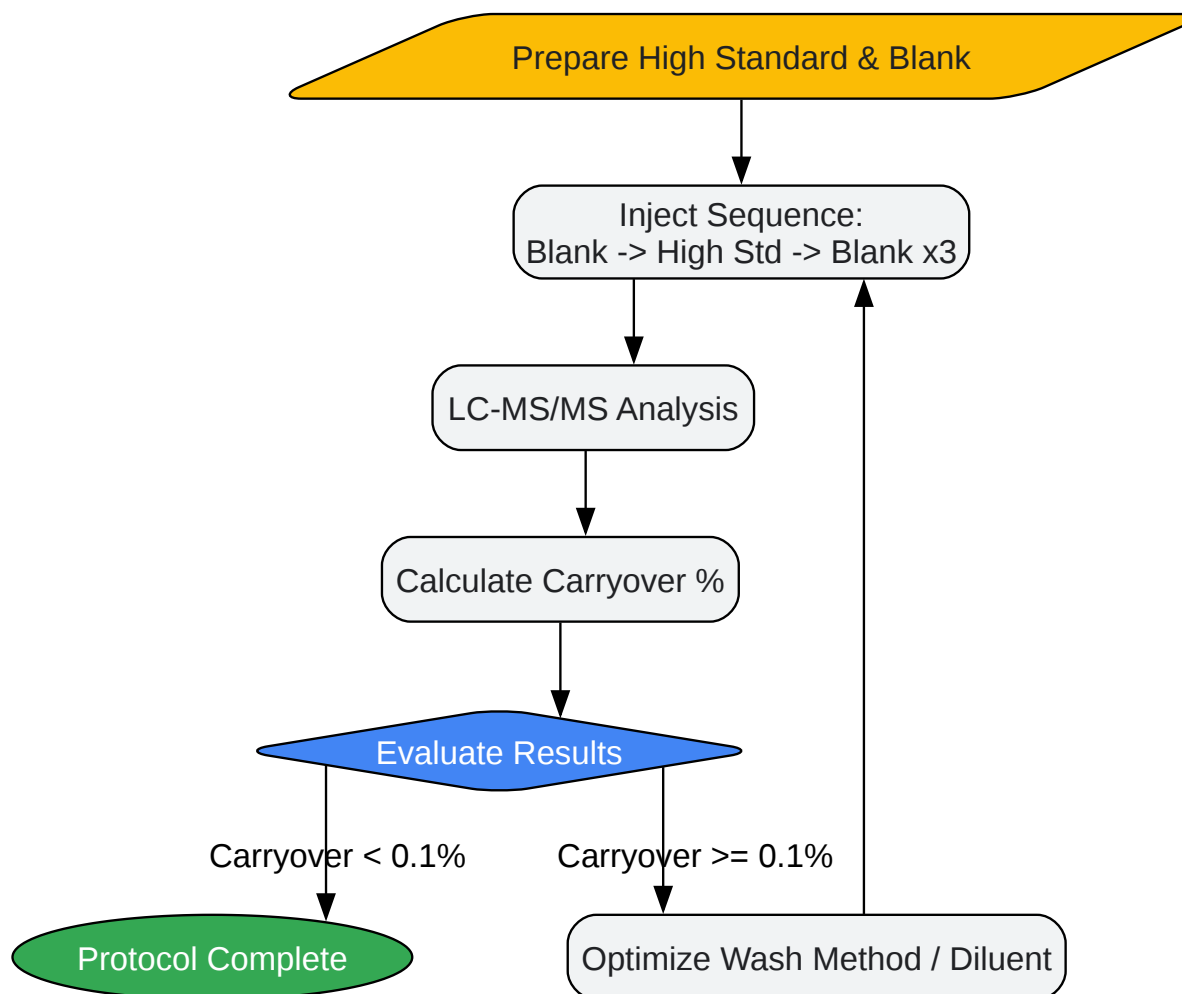 Prepare High Standard & Blank
Inject Sequence:
Blank -> High Std -> Blank x3
LC-MS/MS Analysis
Calculate Carryover %
Evaluate Results
Carryover < 0.1%
Carryover >= 0.1%
Protocol Complete
Optimize Wash Method / Diluent